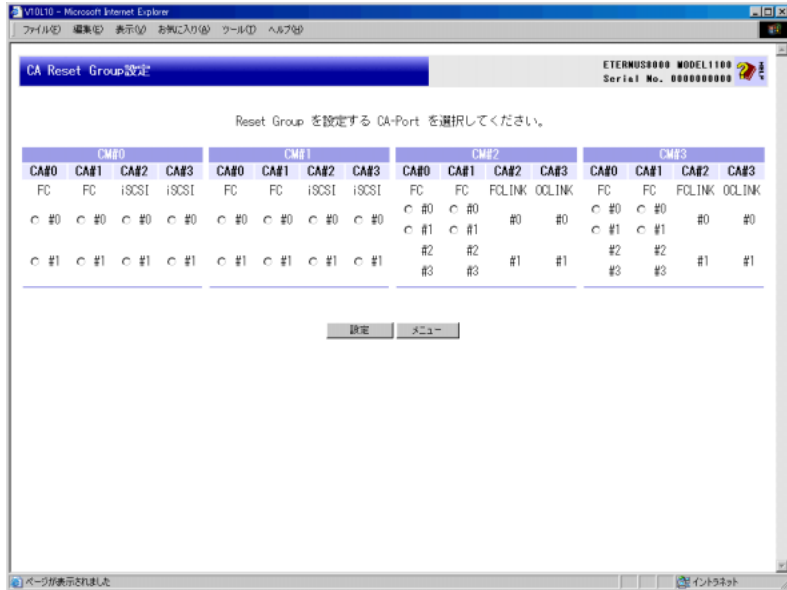 V10L10 - Microsoft Internet Explorer
ファイル(F) 編集(E) 表示(V) お気に入り(A) ツール(T) ヘルプ(H)
CA Reset Group設定
ETERNUS8000 MODEL1100
Serial No. 0000000000
Reset Group を設定する CA-Port を選択してください。
CM#0 CM#1 CM#2 CM#3
CA#0 CA#1 CA#2 CA#3 CA#0 CA#1 CA#2 CA#3 CA#0 CA#1 CA#2 CA#3 CA#0 CA#1 CA#2 CA#3
FC FC iSCSI iSCSI FC FC iSCSI iSCSI FC FC FCLINK OCLINK FC FC FCLINK OCLINK
#0 #0 #0 #0 #0 #0 #0 #0 #0 #0 #0 #0 #0 #0 #0 #0
#1 #1 #1 #1
#1 #1 #1 #1 #1 #1 #1 #1 #2 #2 #1 #1 #2 #2 #1 #1
#3 #3 #3 #3
設定 メニュー
ページが表示されました イントラネット